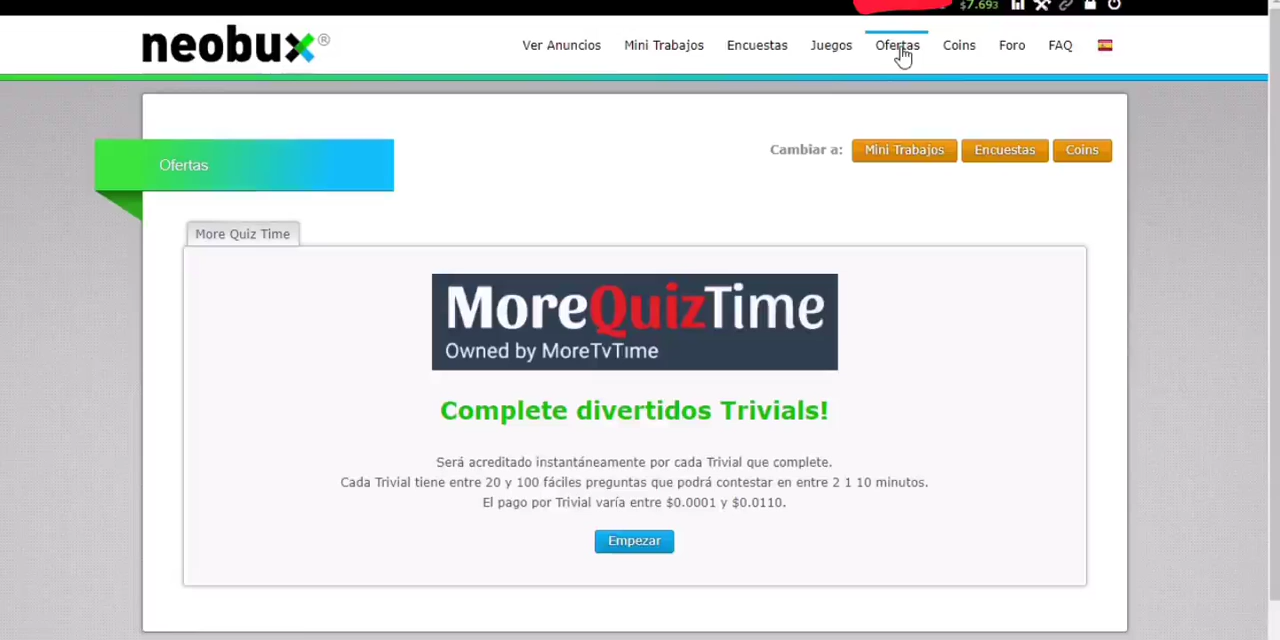 $7.693
neobux®
Ver Anuncios Mini Trabajos Encuestas Juegos Ofertas Coins Foro FAQ
Ofertas
Cambiar a: Mini Trabajos Encuestas Coins
More Quiz Time
MoreQuizTime
Owned by MoreTvTime
Complete divertidos Trivials!
Será acreditado instantáneamente por cada Trivial que complete.
Cada Trivial tiene entre 20 y 100 fáciles preguntas que podrá contestar en entre 2 1 10 minutos.
El pago por Trivial varía entre $0.0001 y $0.0110.
Empezar